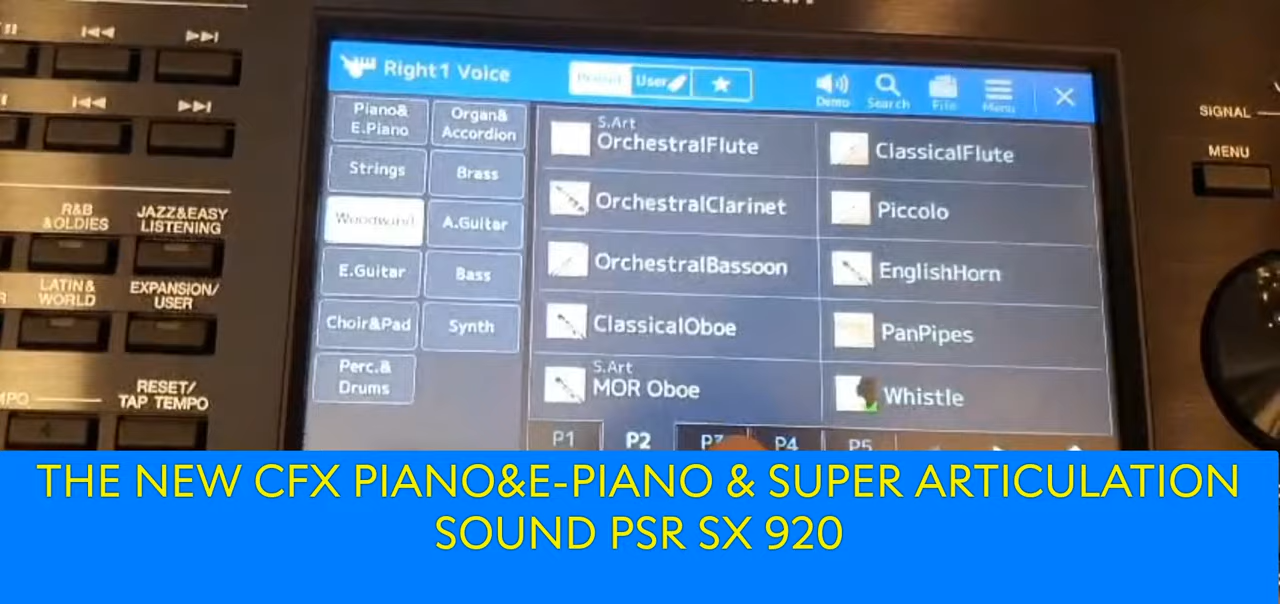 Right1 Voice
User
Demo
Search
File
Menu
SIGNAL
MENU
Piano&
E.Piano
Organ&
Accordion
Strings
Brass
Woodwind
A.Guitar
E.Guitar
Bass
Choir&Pad
Synth
Perc.&
Drums
S.Art
OrchestralFlute
ClassicalFlute
OrchestralClarinet
Piccolo
OrchestralBassoon
EnglishHorn
ClassicalOboe
PanPipes
S.Art
MOR Oboe
Whistle
P1
P2
P3
P4
P5
R&B
&OLDIES
JAZZ&EASY
LISTENING
LATIN&
WORLD
EXPANSION/
USER
RESET/
TAP TEMPO
THE NEW CFX PIANO&E-PIANO & SUPER ARTICULATION
SOUND PSR SX 920